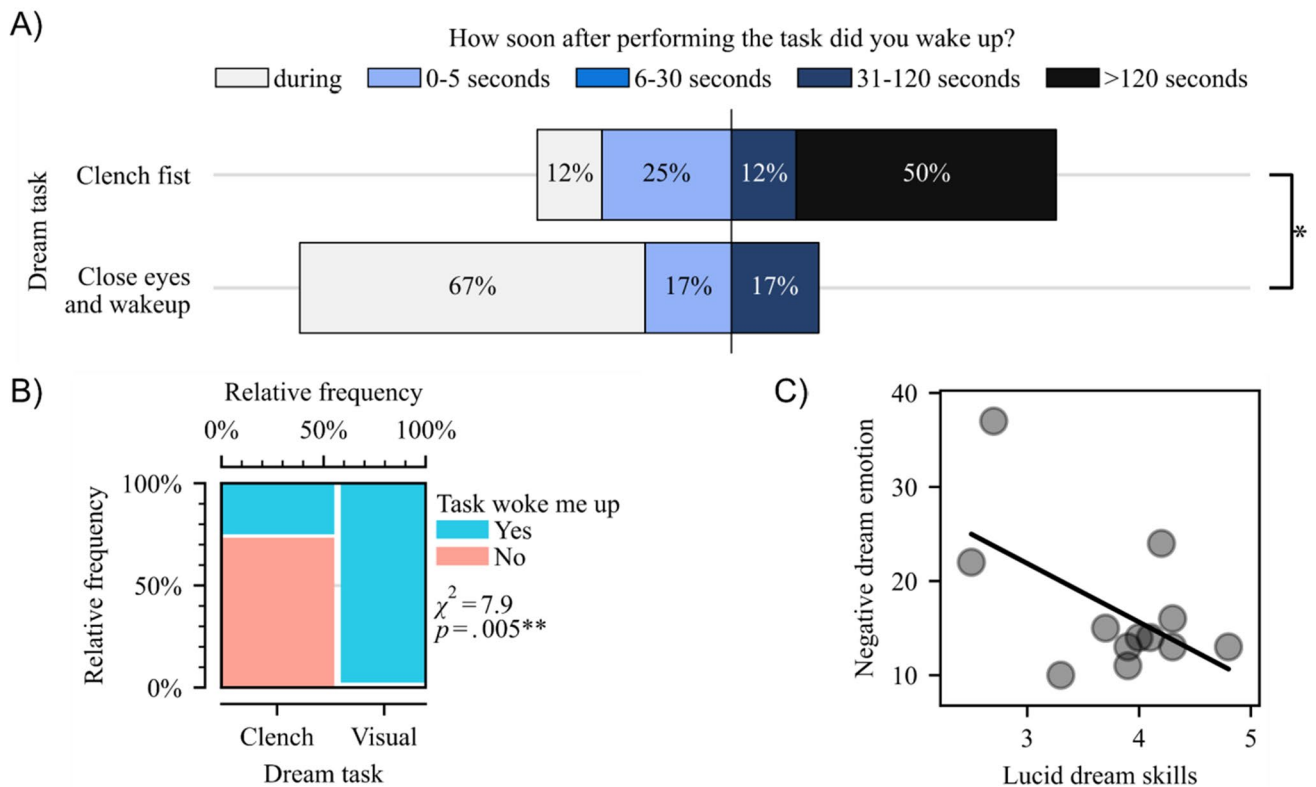 A)
How soon after performing the task did you wake up?
during 0-5 seconds 6-30 seconds 31-120 seconds >120 seconds
Dream task
Clench fist
12% 25% 12% 50%
*
Close eyes
and wakeup
67% 17% 17%
B)
Relative frequency
0% 50% 100%
Relative frequency
100%
50%
0%
Task woke me up
Yes
No
χ² = 7.9
p = .005**
Clench Visual
Dream task
C)
Negative dream emotion
40
30
20
10
3 4 5
Lucid dream skills